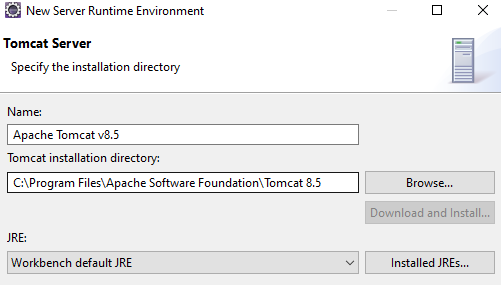 New Server Runtime Environment
Tomcat Server
Specify the installation directory
Name:
Apache Tomcat v8.5
Tomcat installation directory:
C:\Program Files\Apache Software Foundation\Tomcat 8.5
Browse...
Download and Install...
JRE:
Workbench default JRE
Installed JREs...